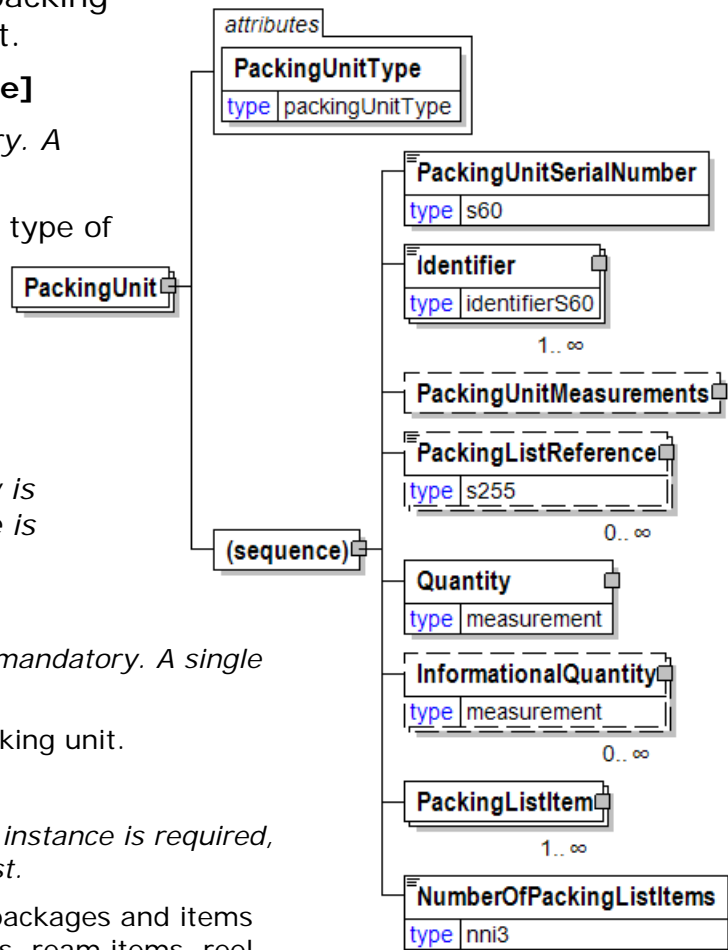 packing
t.
e]
ry. A
type of
y is
e is
mandatory. A single
king unit.
instance is required,
st.
packages and items
s, ream items, reel
PackingUnit
attributes
PackingUnitType
type packingUnitType
(sequence)
PackingUnitSerialNumber
type s60
Identifier
type identifierS60
1.. ∞
PackingUnitMeasurements
PackingListReference
type s255
0.. ∞
Quantity
type measurement
InformationalQuantity
type measurement
0.. ∞
PackingListItem
1.. ∞
NumberOfPackingListItems
type nni3